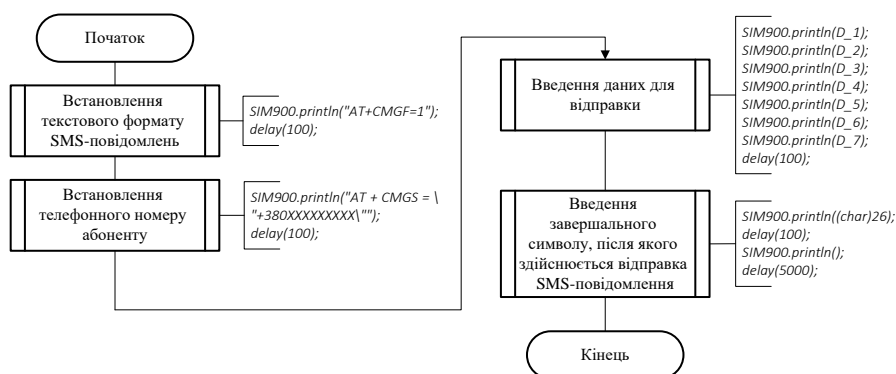 Початок
Встановлення
текстового формату
SMS-повідомлень
SIM900.println("AT+CMGF=1");
delay(100);
Встановлення
телефонного номеру
абоненту
SIM900.println("AT + CMGS = \
"+380XXXXXXXXX\"");
delay(100);
Введення даних для
відправки
SIM900.println(D_1);
SIM900.println(D_2);
SIM900.println(D_3);
SIM900.println(D_4);
SIM900.println(D_5);
SIM900.println(D_6);
SIM900.println(D_7);
delay(100);
Введення
завершального
символу, після якого
здійснюється відправка
SMS-повідомлення
SIM900.println((char)26);
delay(100);
SIM900.println();
delay(5000);
Кінець